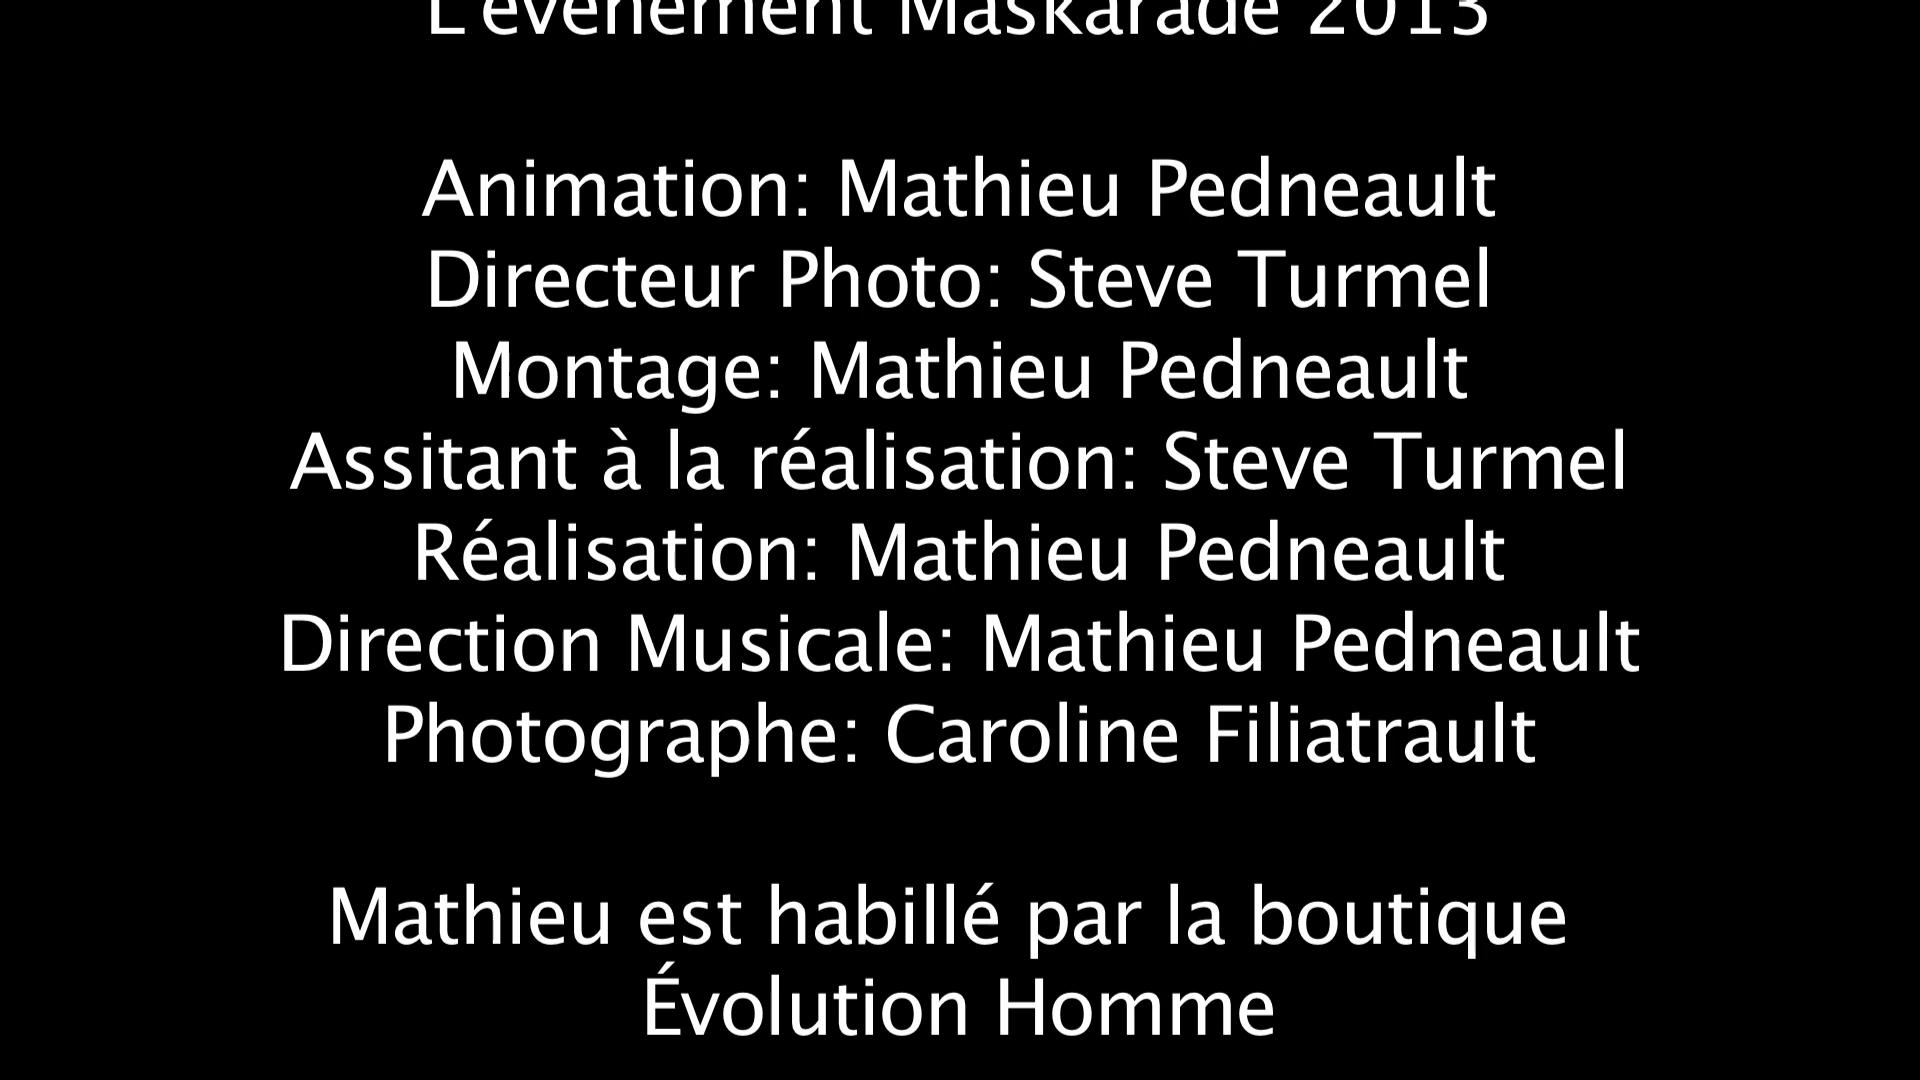 L'événement Maskarade 2013
Animation: Mathieu Pedneault
Directeur Photo: Steve Turmel
Montage: Mathieu Pedneault
Assitant à la réalisation: Steve Turmel
Réalisation: Mathieu Pedneault
Direction Musicale: Mathieu Pedneault
Photographe: Caroline Filiatrault
Mathieu est habillé par la boutique
Évolution Homme